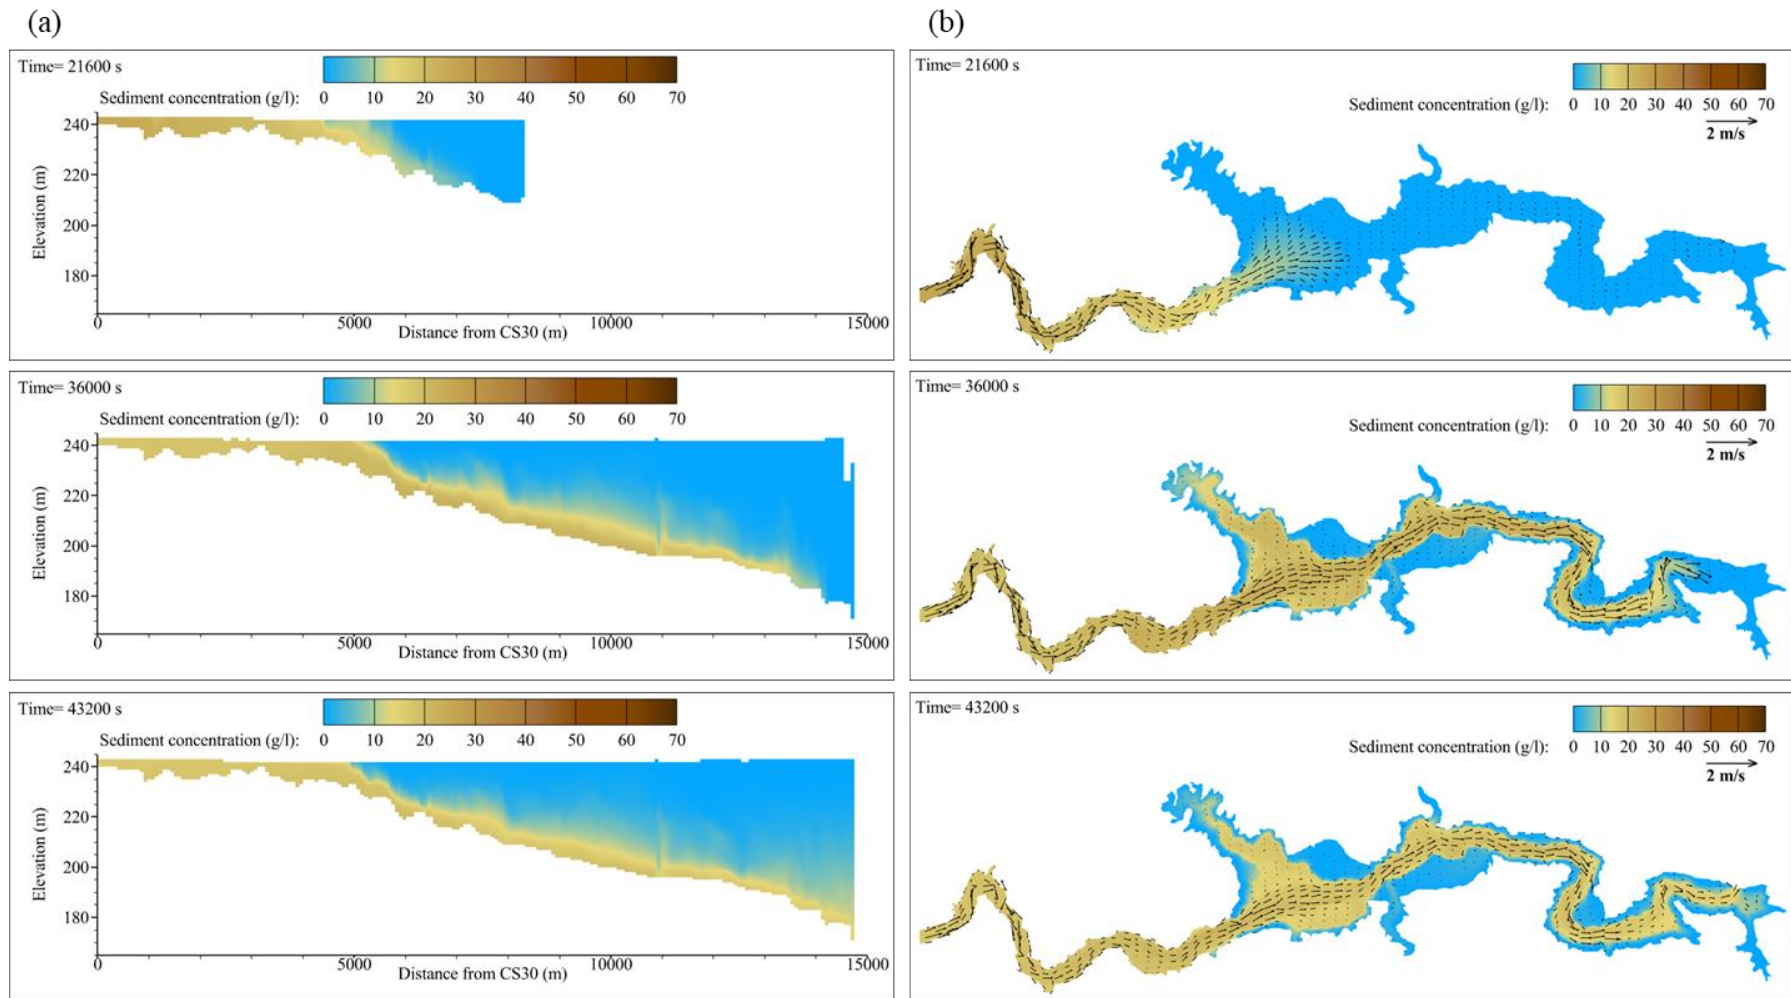 (a)
(b)
Time= 21600 s
Sediment concentration (g/l): 0 10 20 30 40 50 60 70
240
220
200
180
Elevation (m)
0 5000 10000 15000
Distance from CS30 (m)
Time= 21600 s
Sediment concentration (g/l): 0 10 20 30 40 50 60 70
2 m/s
Time= 36000 s
Sediment concentration (g/l): 0 10 20 30 40 50 60 70
240
220
200
180
Elevation (m)
0 5000 10000 15000
Distance from CS30 (m)
Time= 36000 s
Sediment concentration (g/l): 0 10 20 30 40 50 60 70
2 m/s
Time= 43200 s
Sediment concentration (g/l): 0 10 20 30 40 50 60 70
240
220
200
180
Elevation (m)
0 5000 10000 15000
Distance from CS30 (m)
Time= 43200 s
Sediment concentration (g/l): 0 10 20 30 40 50 60 70
2 m/s